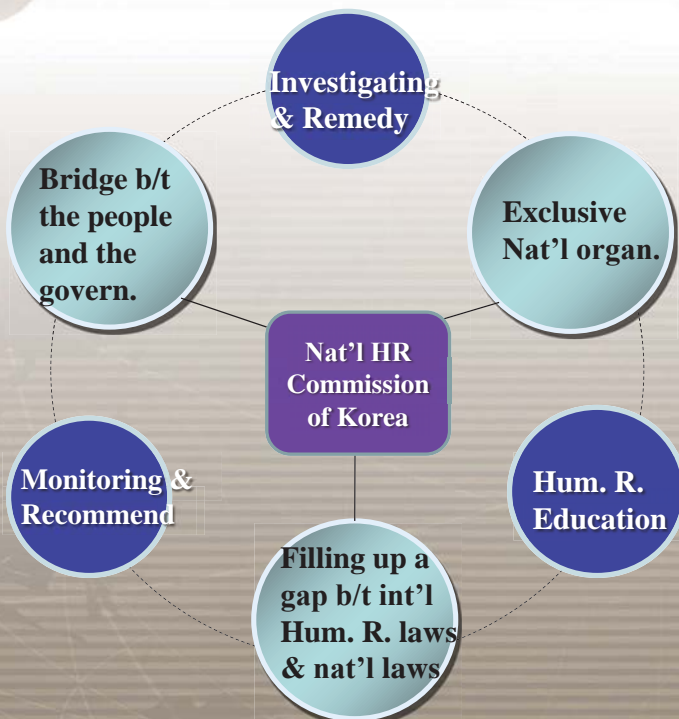 Investigating
& Remedy
Bridge b/t
the people
and the
govern.
Exclusive
Nat’l organ.
Nat’l HR
Commission
of Korea
Monitoring &
Recommend
Hum. R.
Education
Filling up a
gap b/t int’l
Hum. R. laws
& nat’l laws